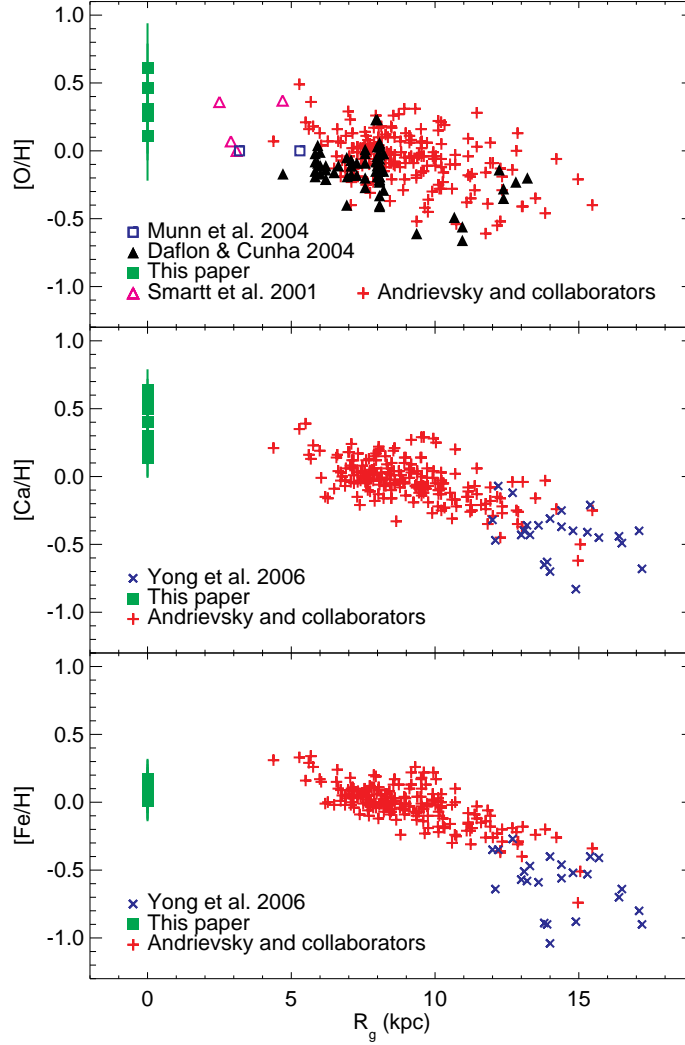 1.0
0.5
0.0
-0.5
-1.0
[O/H]
Munn et al. 2004
Daflon & Cunha 2004
This paper
Smartt et al. 2001 Andrievsky and collaborators
1.0
0.5
0.0
-0.5
-1.0
[Ca/H]
Yong et al. 2006
This paper
Andrievsky and collaborators
1.0
0.5
0.0
-0.5
-1.0
[Fe/H]
Yong et al. 2006
This paper
Andrievsky and collaborators
0 5 10 15
R_g (kpc)